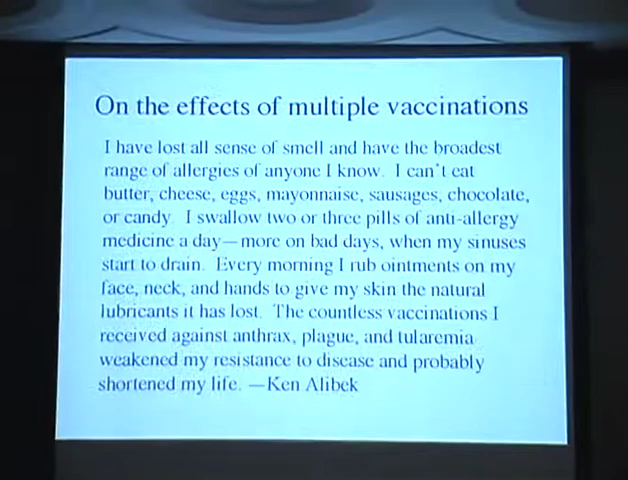 On the effects of multiple vaccinations
I have lost all sense of smell and have the broadest
range of allergies of anyone I know. I can't eat
butter, cheese, eggs, mayonnaise, sausages, chocolate,
or candy. I swallow two or three pills of anti-allergy
medicine a day—more on bad days, when my sinuses
start to drain. Every morning I rub ointments on my
face, neck, and hands to give my skin the natural
lubricants it has lost. The countless vaccinations I
received against anthrax, plague, and tularemia
weakened my resistance to disease and probably
shortened my life. —Ken Alibek